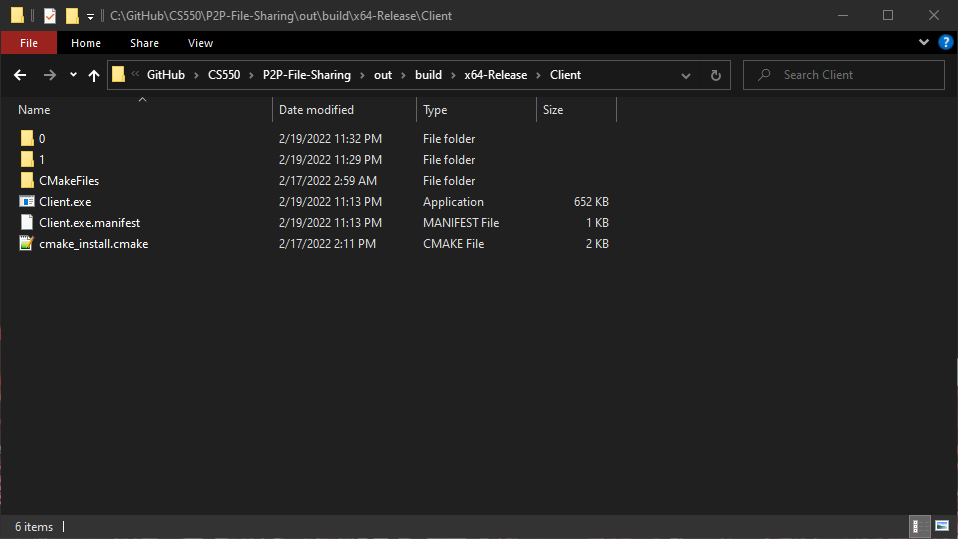 C:\GitHub\CS550\P2P-File-Sharing\out\build\x64-Release\Client
File Home Share View
GitHub CS550 P2P-File-Sharing out build x64-Release Client Search Client
Name Date modified Type Size
0 2/19/2022 11:32 PM File folder
1 2/19/2022 11:29 PM File folder
CMakeFiles 2/17/2022 2:59 AM File folder
Client.exe 2/19/2022 11:13 PM Application 652 KB
Client.exe.manifest 2/19/2022 11:13 PM MANIFEST File 1 KB
cmake_install.cmake 2/17/2022 2:11 PM CMAKE File 2 KB
6 items